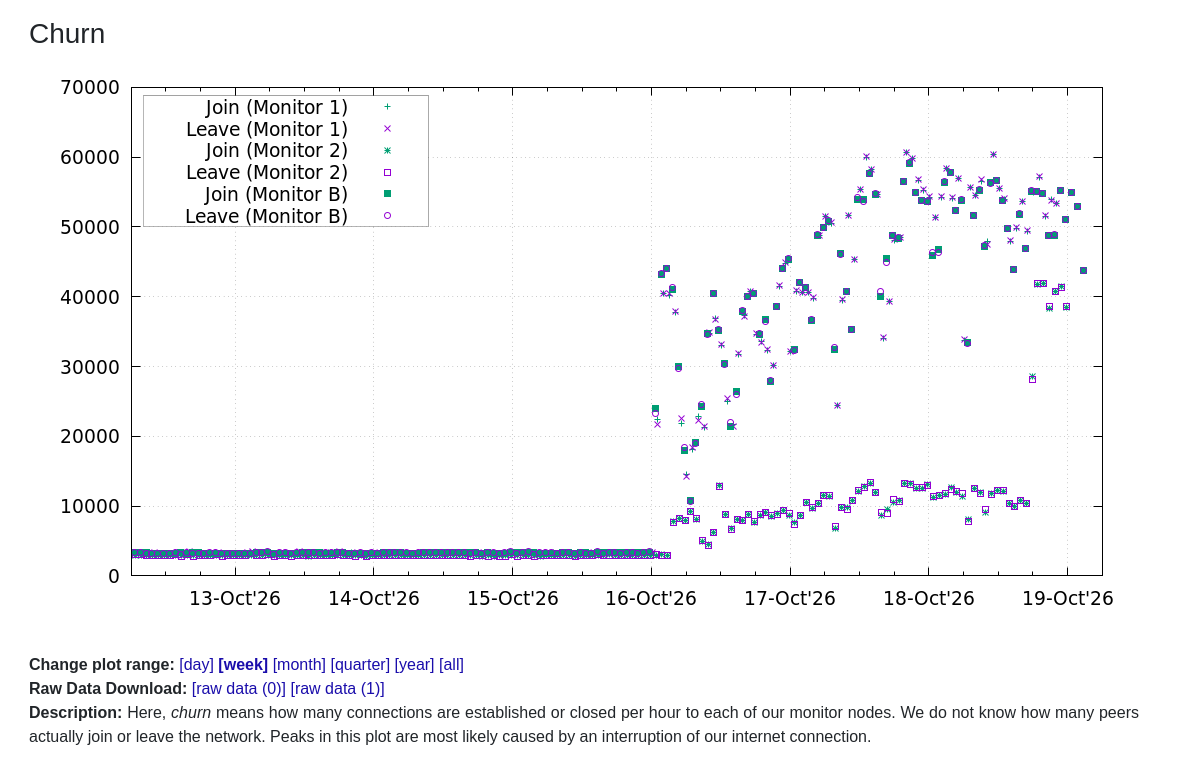 Churn
70000
60000
50000
40000
30000
20000
10000
0
Join (Monitor 1)
Leave (Monitor 1)
Join (Monitor 2)
Leave (Monitor 2)
Join (Monitor B)
Leave (Monitor B)
13-Oct'26 14-Oct'26 15-Oct'26 16-Oct'26 17-Oct'26 18-Oct'26 19-Oct'26
Change plot range: [day] [week] [month] [quarter] [year] [all]
Raw Data Download: [raw data (0)] [raw data (1)]
Description: Here, churn means how many connections are established or closed per hour to each of our monitor nodes. We do not know how many peers
actually join or leave the network. Peaks in this plot are most likely caused by an interruption of our internet connection.